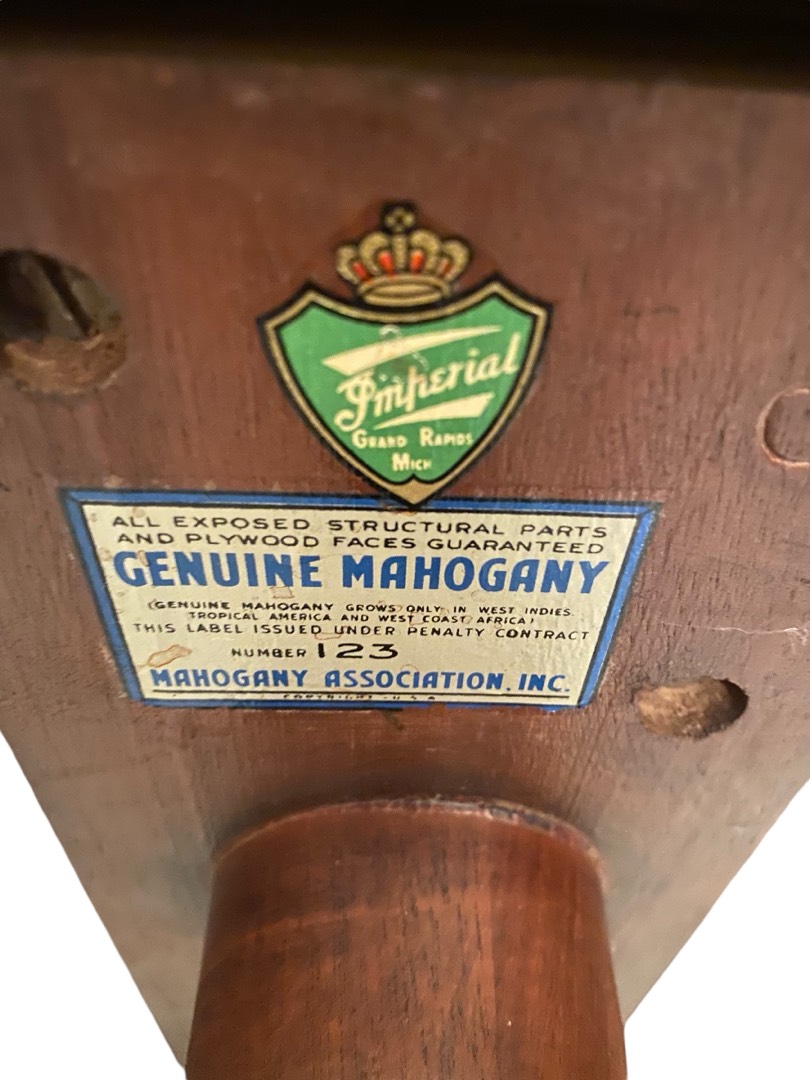 Imperial
GRAND RAPIDS
MICH
ALL EXPOSED STRUCTURAL PARTS
AND PLYWOOD FACES GUARANTEED
GENUINE MAHOGANY
(GENUINE MAHOGANY GROWS ONLY IN WEST INDIES.
TROPICAL AMERICA AND WEST COAST AFRICA)
THIS LABEL ISSUED UNDER PENALTY CONTRACT
NUMBER 123
MAHOGANY ASSOCIATION, INC.
COPYRIGHT - U S A